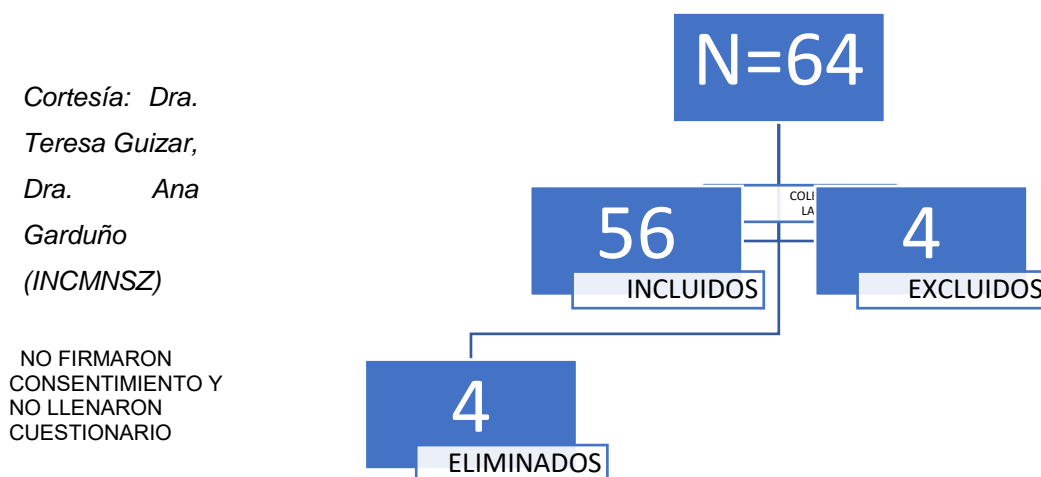 N=64
Cortesía: Dra.
Teresa Guizar,
Dra. Ana
Garduño
(INCMNSZ)
56
INCLUIDOS
4
EXCLUIDOS
NO FIRMARON
CONSENTIMIENTO Y
NO LLENARON
CUESTIONARIO
4
ELIMINADOS